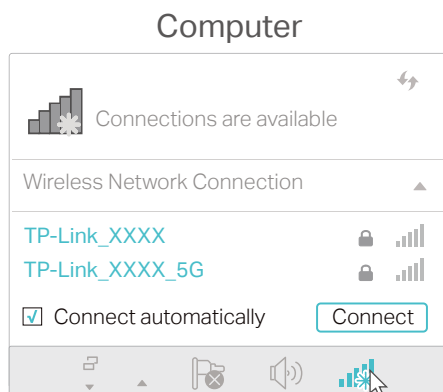 Computer
Connections are available
Wireless Network Connection
TP-Link_XXXX
TP-Link_XXXX_5G
Connect automatically
Connect